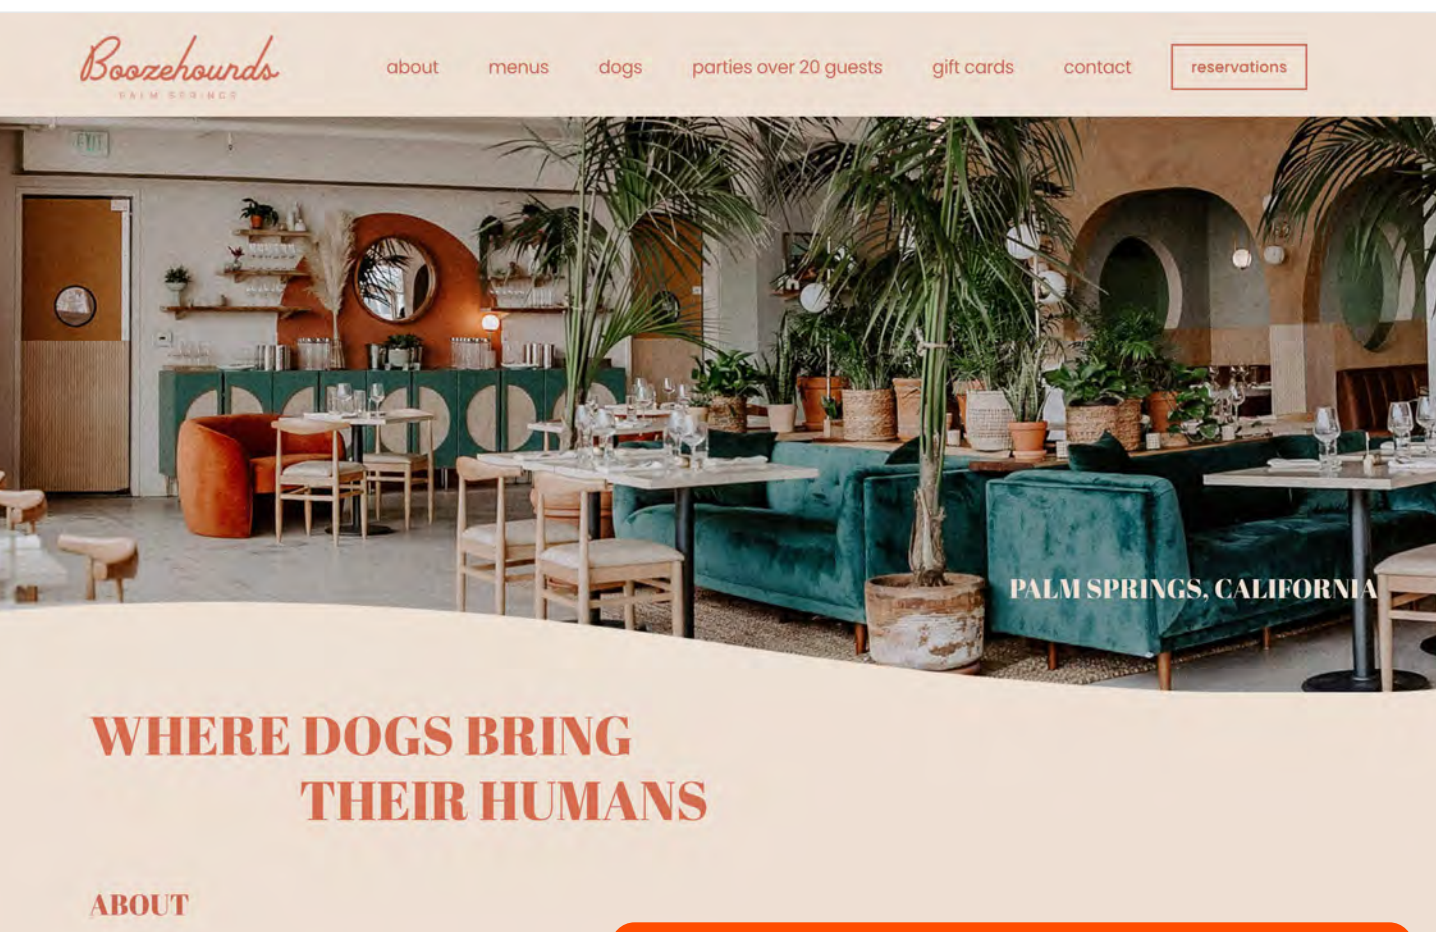 Boozehounds
PALM SPRINGS
about menus dogs parties over 20 guests gift cards contact reservations
EXIT
PALM SPRINGS, CALIFORNIA
WHERE DOGS BRING
THEIR HUMANS
ABOUT